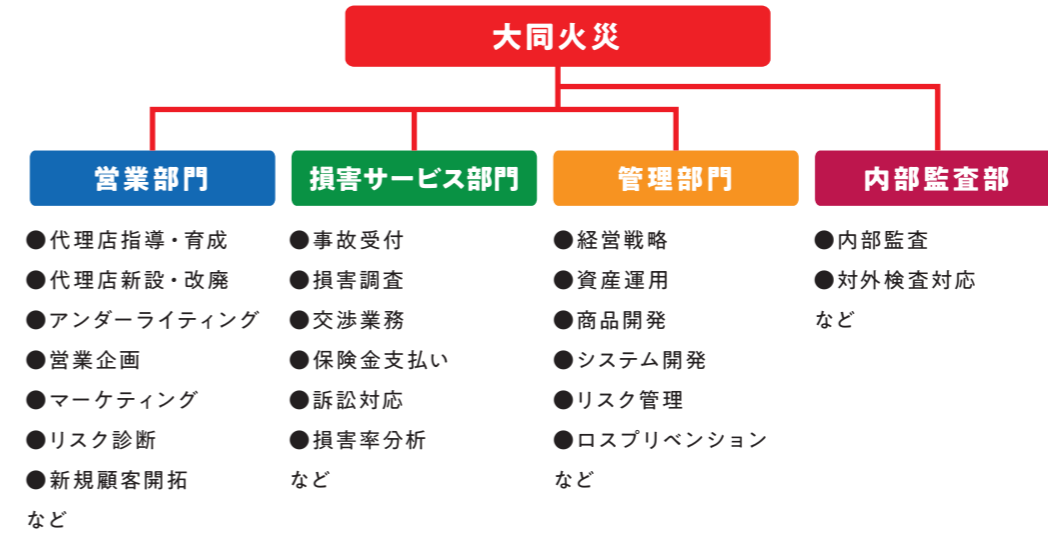 大同火災
営業部門
●代理店指導・育成
●代理店新設・改廃
●アンダーライティング
●営業企画
●マーケティング
●リスク診断
●新規顧客開拓
など
損害サービス部門
●事故受付
●損害調査
●交渉業務
●保険金支払い
●訴訟対応
●損害率分析
など
管理部門
●経営戦略
●資産運用
●商品開発
●システム開発
●リスク管理
●ロスプリベンション
など
内部監査部
●内部監査
●対外検査対応
など